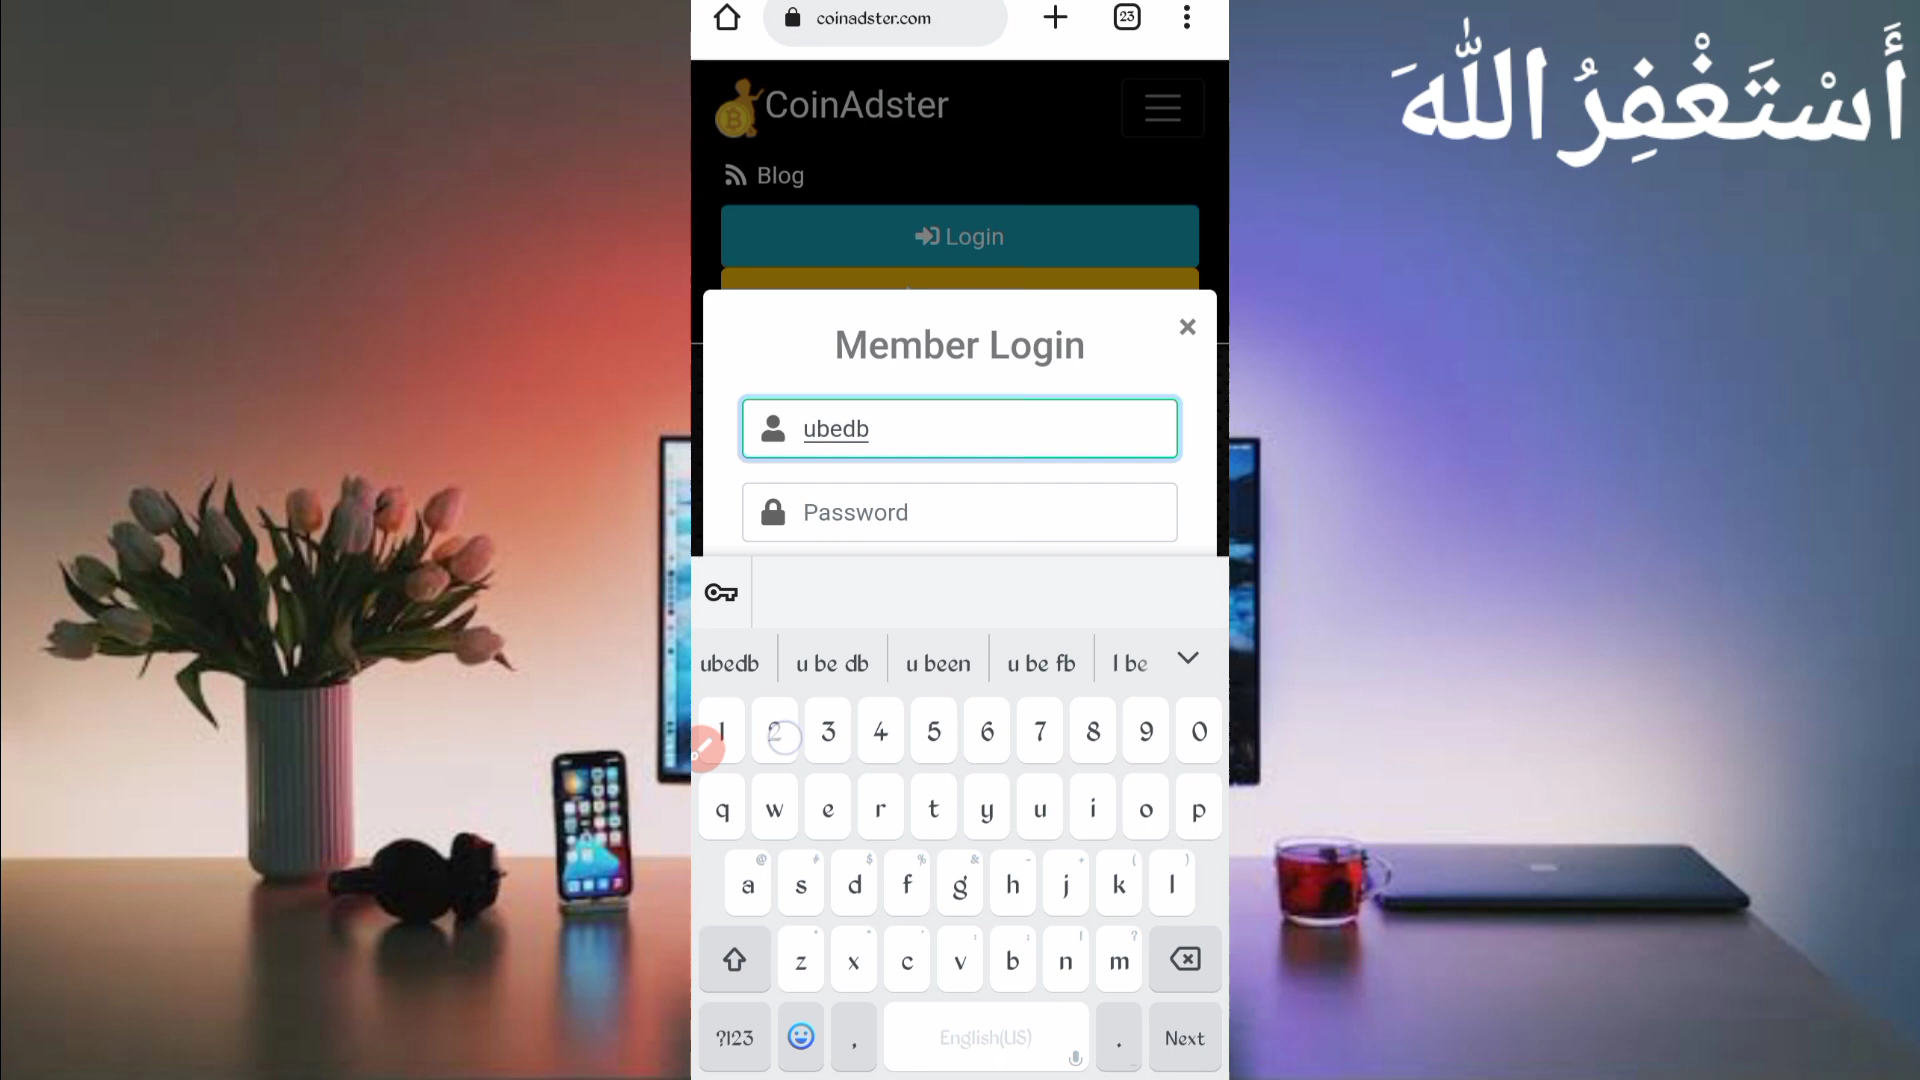 coinadster.com
23
أَسْتَغْفِرُ اللّٰهَ
CoinAdster
Blog
Login
Member Login
ubedb
Password
ubedb
u be db
u been
u be fb
I be
1 2 3 4 5 6 7 8 9 0
q w e r t y u i o p
a s d f g h j k l
z x c v b n m
?123
,
English(US)
.
Next